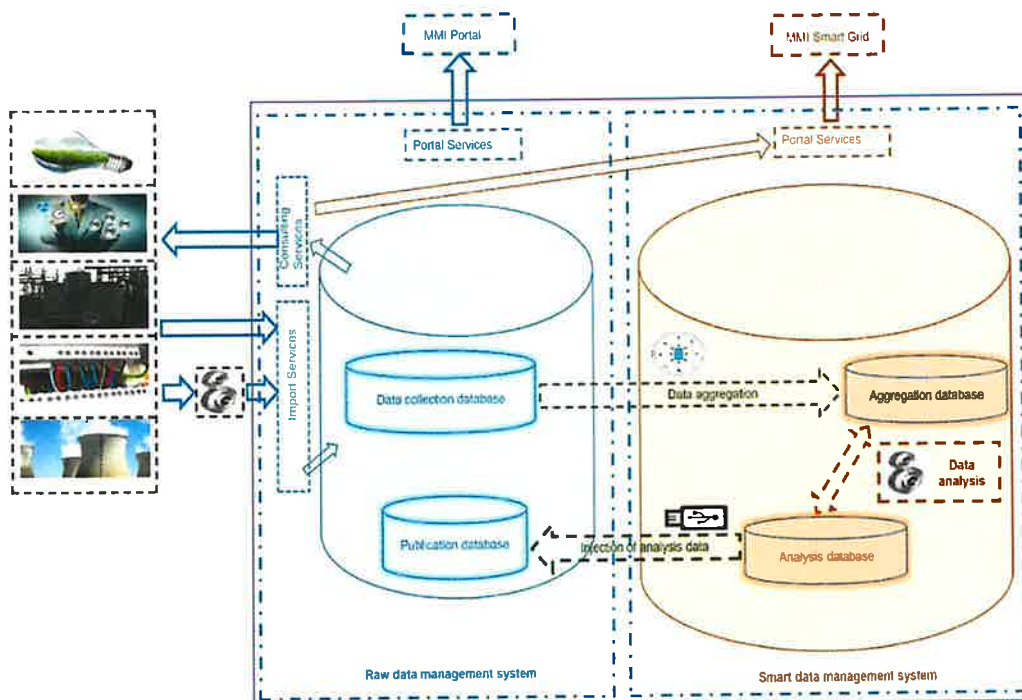 MMI Portal
MMI Smart Grid
Portal Services
Portal Services
Consulting
Services
Import Services
Data collection database
Data aggregation
Aggregation database
Data
analysis
Publication database
Injection of analysis data
Analysis database
Raw data management system
Smart data management system